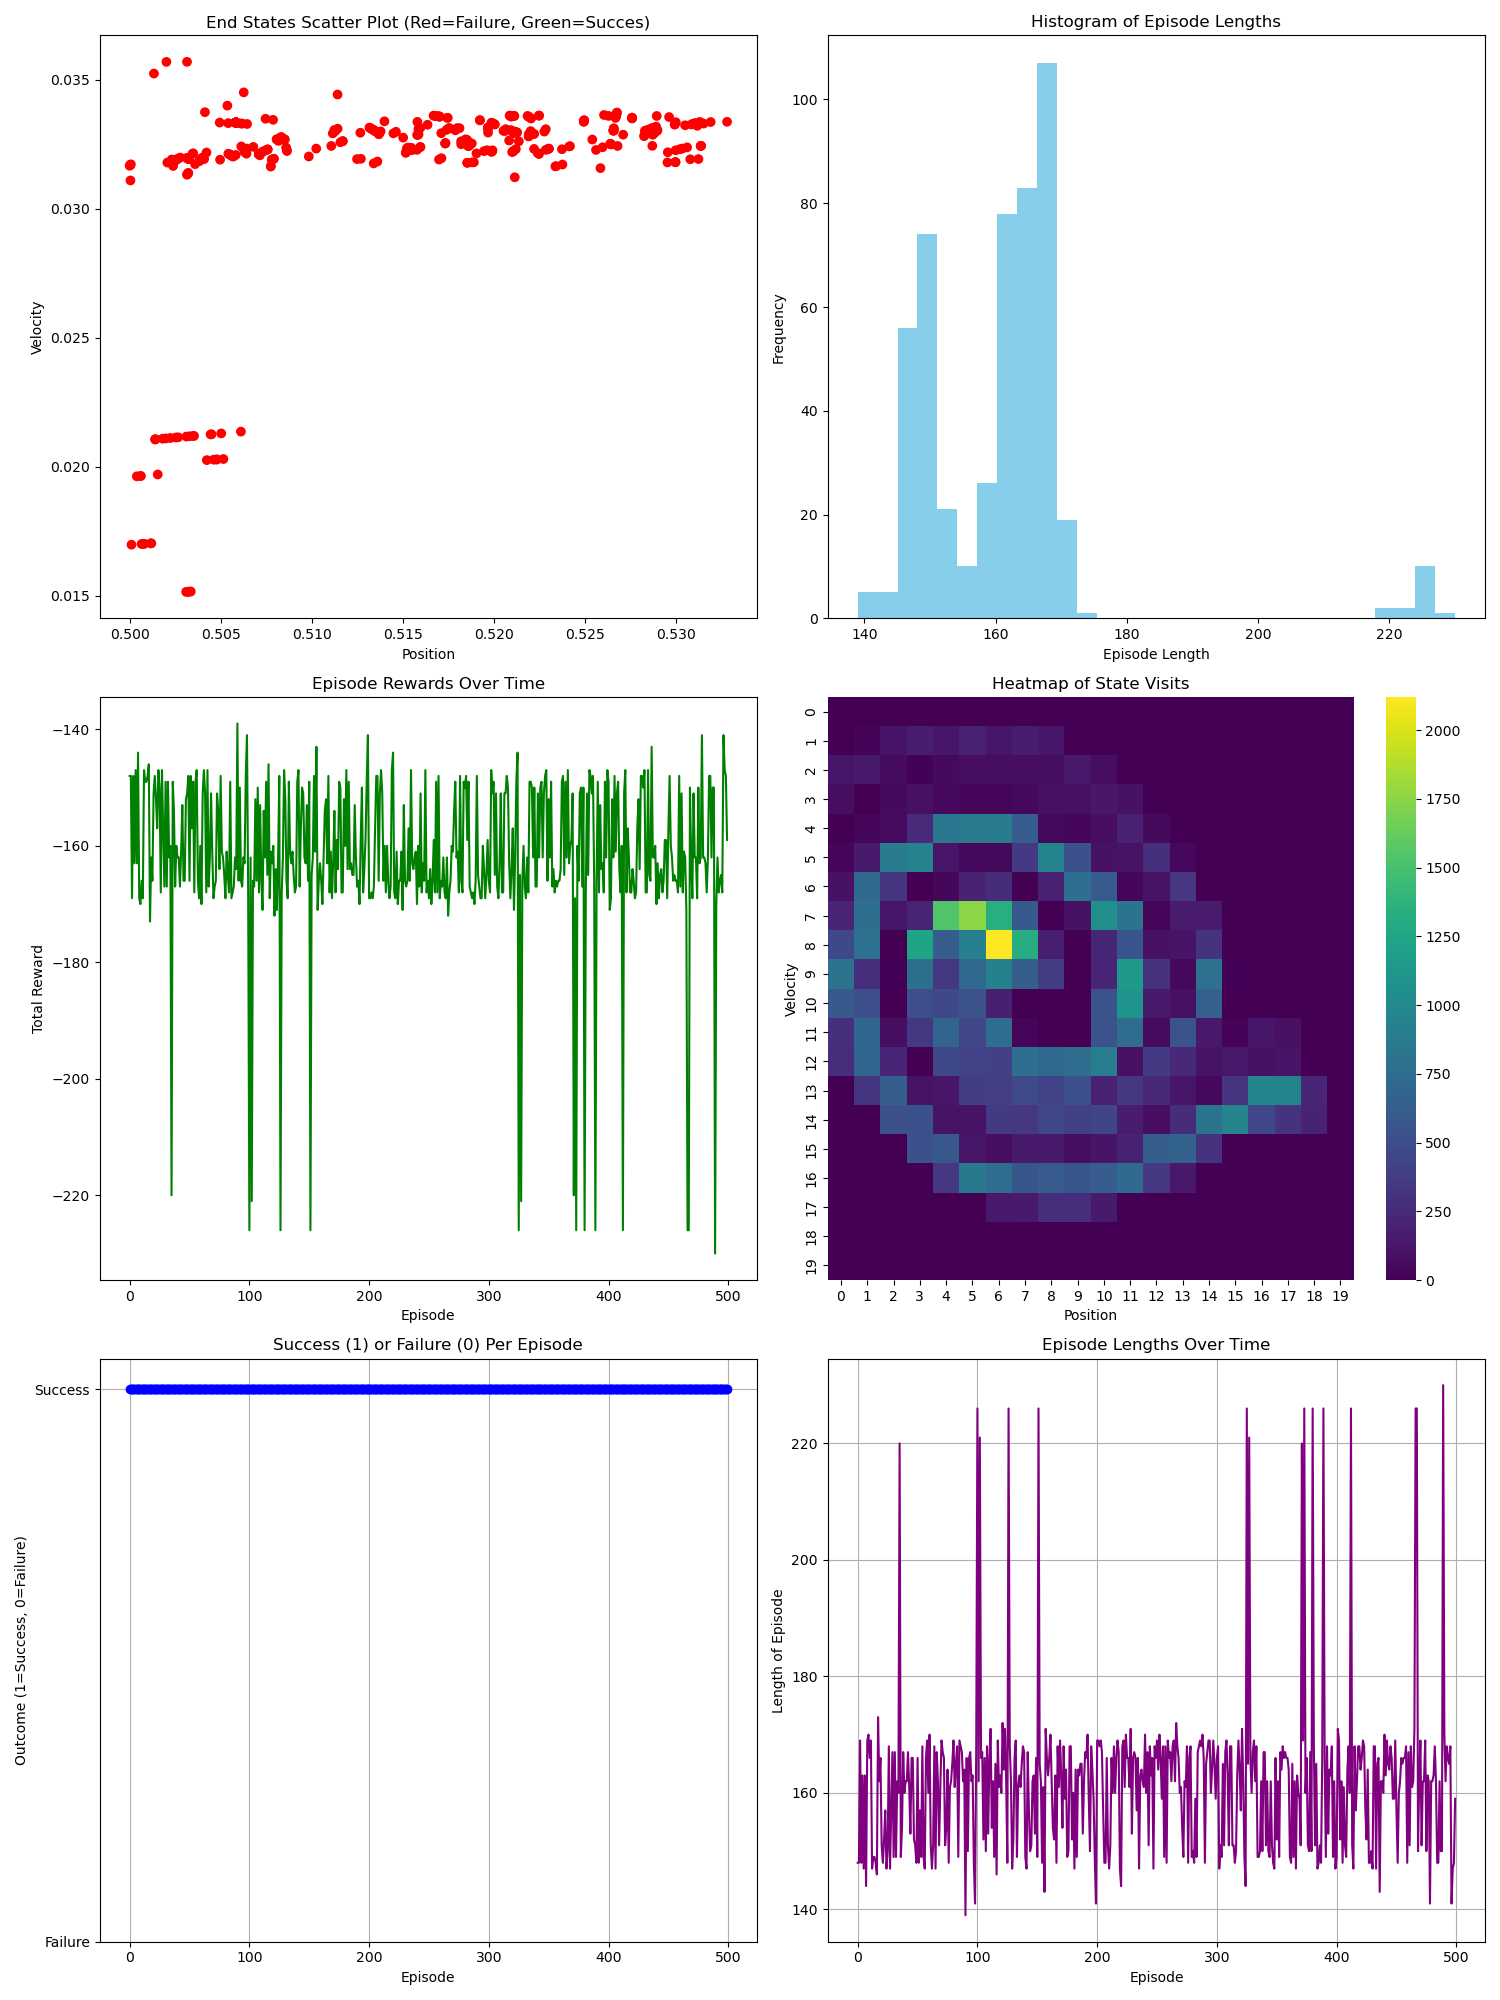 End States Scatter Plot (Red=Failure, Green=Succes)
0.035
0.030
0.025
0.020
0.015
Velocity
0.500 0.505 0.510 0.515 0.520 0.525 0.530
Position
Histogram of Episode Lengths
100
80
60
40
20
0
Frequency
140 160 180 200 220
Episode Length
Episode Rewards Over Time
−140
−160
−180
−200
−220
Total Reward
0 100 200 300 400 500
Episode
Heatmap of State Visits
0
1
2
3
4
5
6
7
8
9
10
11
12
13
14
15
16
17
18
19
Velocity
0 1 2 3 4 5 6 7 8 9 10 11 12 13 14 15 16 17 18 19
Position
2000
1750
1500
1250
1000
750
500
250
0
Success (1) or Failure (0) Per Episode
Success
Failure
Outcome (1=Success, 0=Failure)
0 100 200 300 400 500
Episode
Episode Lengths Over Time
220
200
180
160
140
Length of Episode
0 100 200 300 400 500
Episode